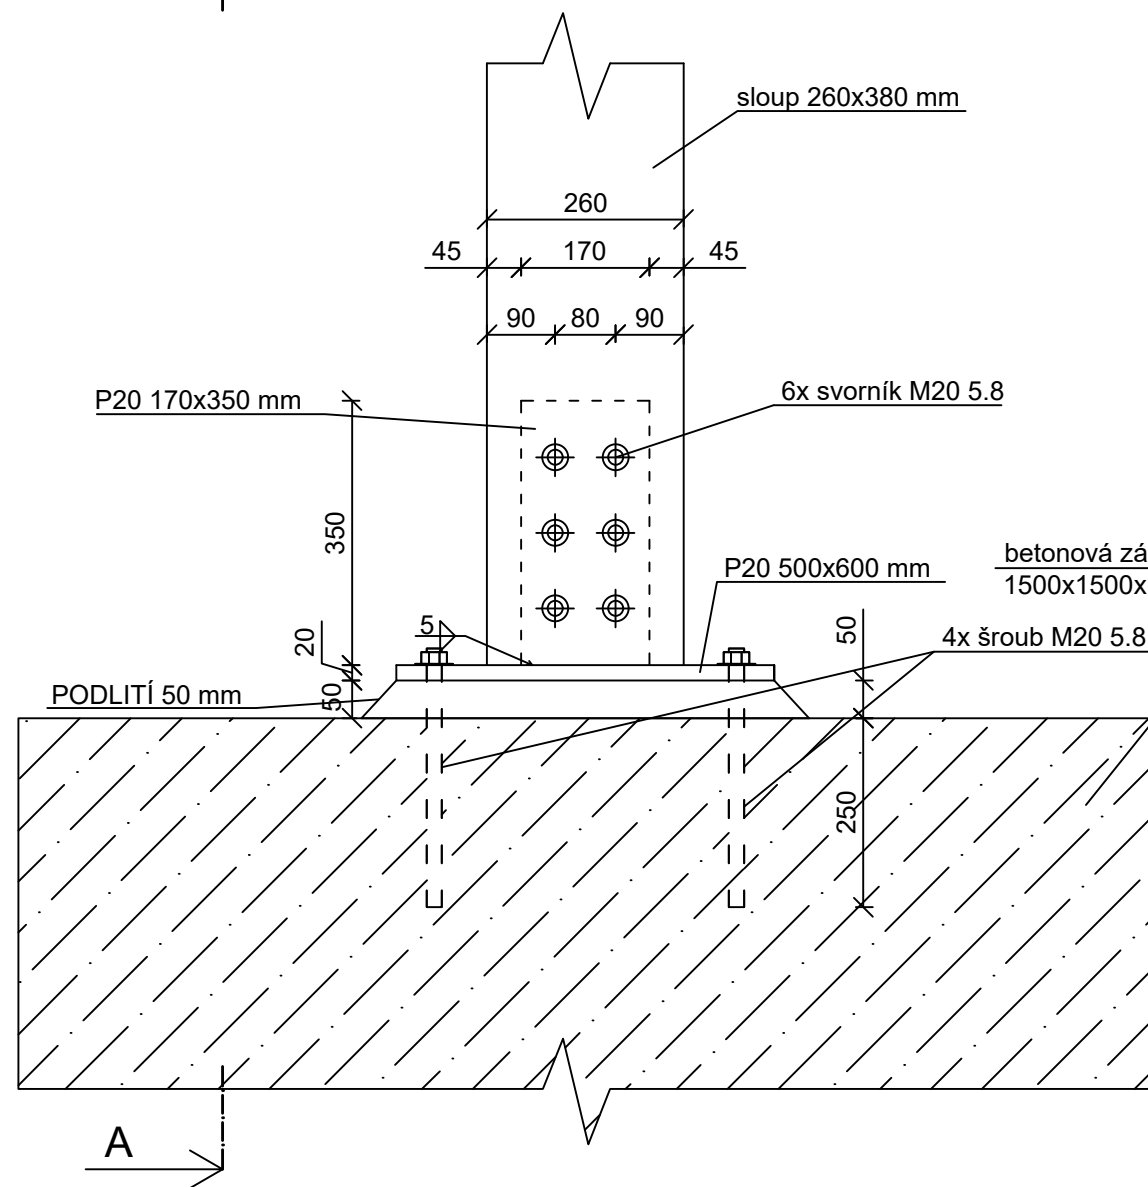 sloup 260x380 mm
260
45 170 45
90 80 90
P20 170x350 mm
6x svorník M20 5.8
350
betonová zá
1500x1500x
P20 500x600 mm
20
5
50
4x šroub M20 5.8
PODLITÍ 50 mm
50
250
A